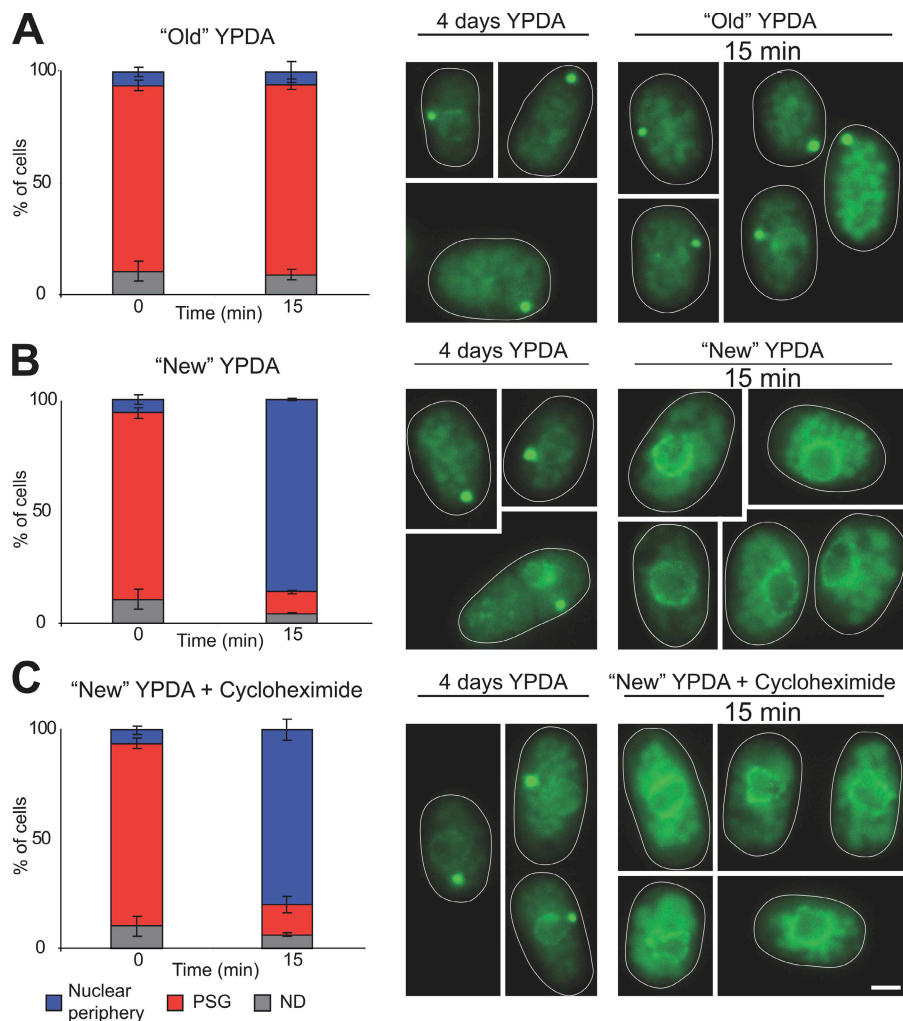 A
“Old” YPDA
4 days YPDA
“Old” YPDA
15 min
100
50
0
% of cells
0
15
Time (min)
B
“New” YPDA
4 days YPDA
“New” YPDA
15 min
100
50
0
% of cells
0
15
Time (min)
C
“New” YPDA + Cycloheximide
4 days YPDA
“New” YPDA + Cycloheximide
15 min
100
50
0
% of cells
0
15
Time (min)
Nuclear
periphery
PSG
ND